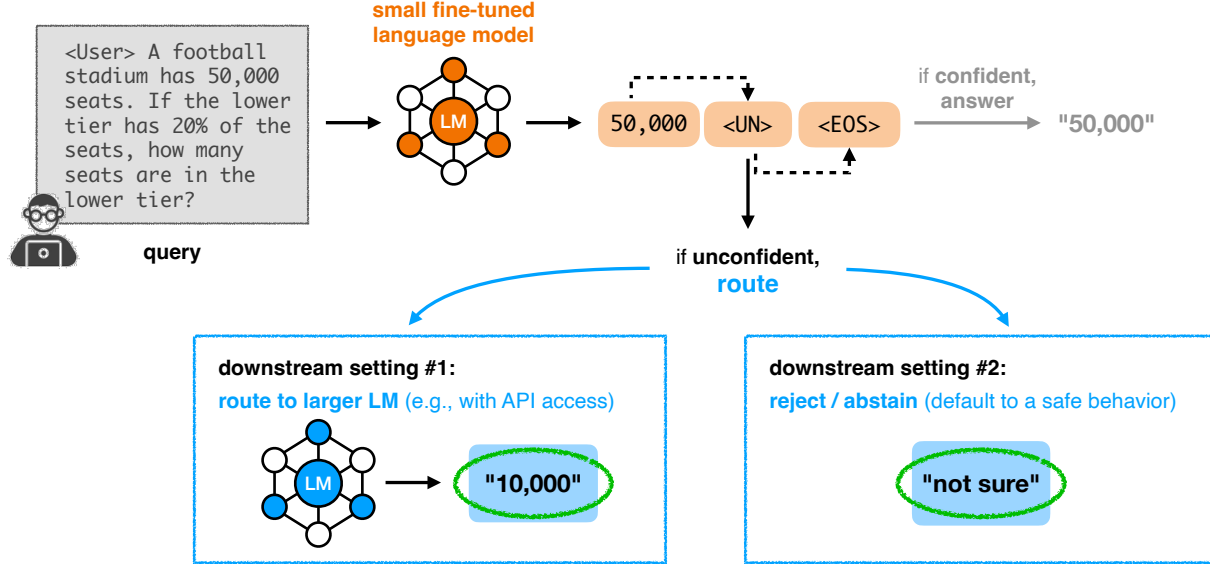 small fine-tuned
language model
<User> A football
stadium has 50,000
seats. If the lower
tier has 20% of the
seats, how many
seats are in the
lower tier?
query
LM
50,000 <UN> <EOS>
if confident,
answer
"50,000"
if unconfident,
route
downstream setting #1:
route to larger LM (e.g., with API access)
LM
"10,000"
downstream setting #2:
reject / abstain (default to a safe behavior)
"not sure"